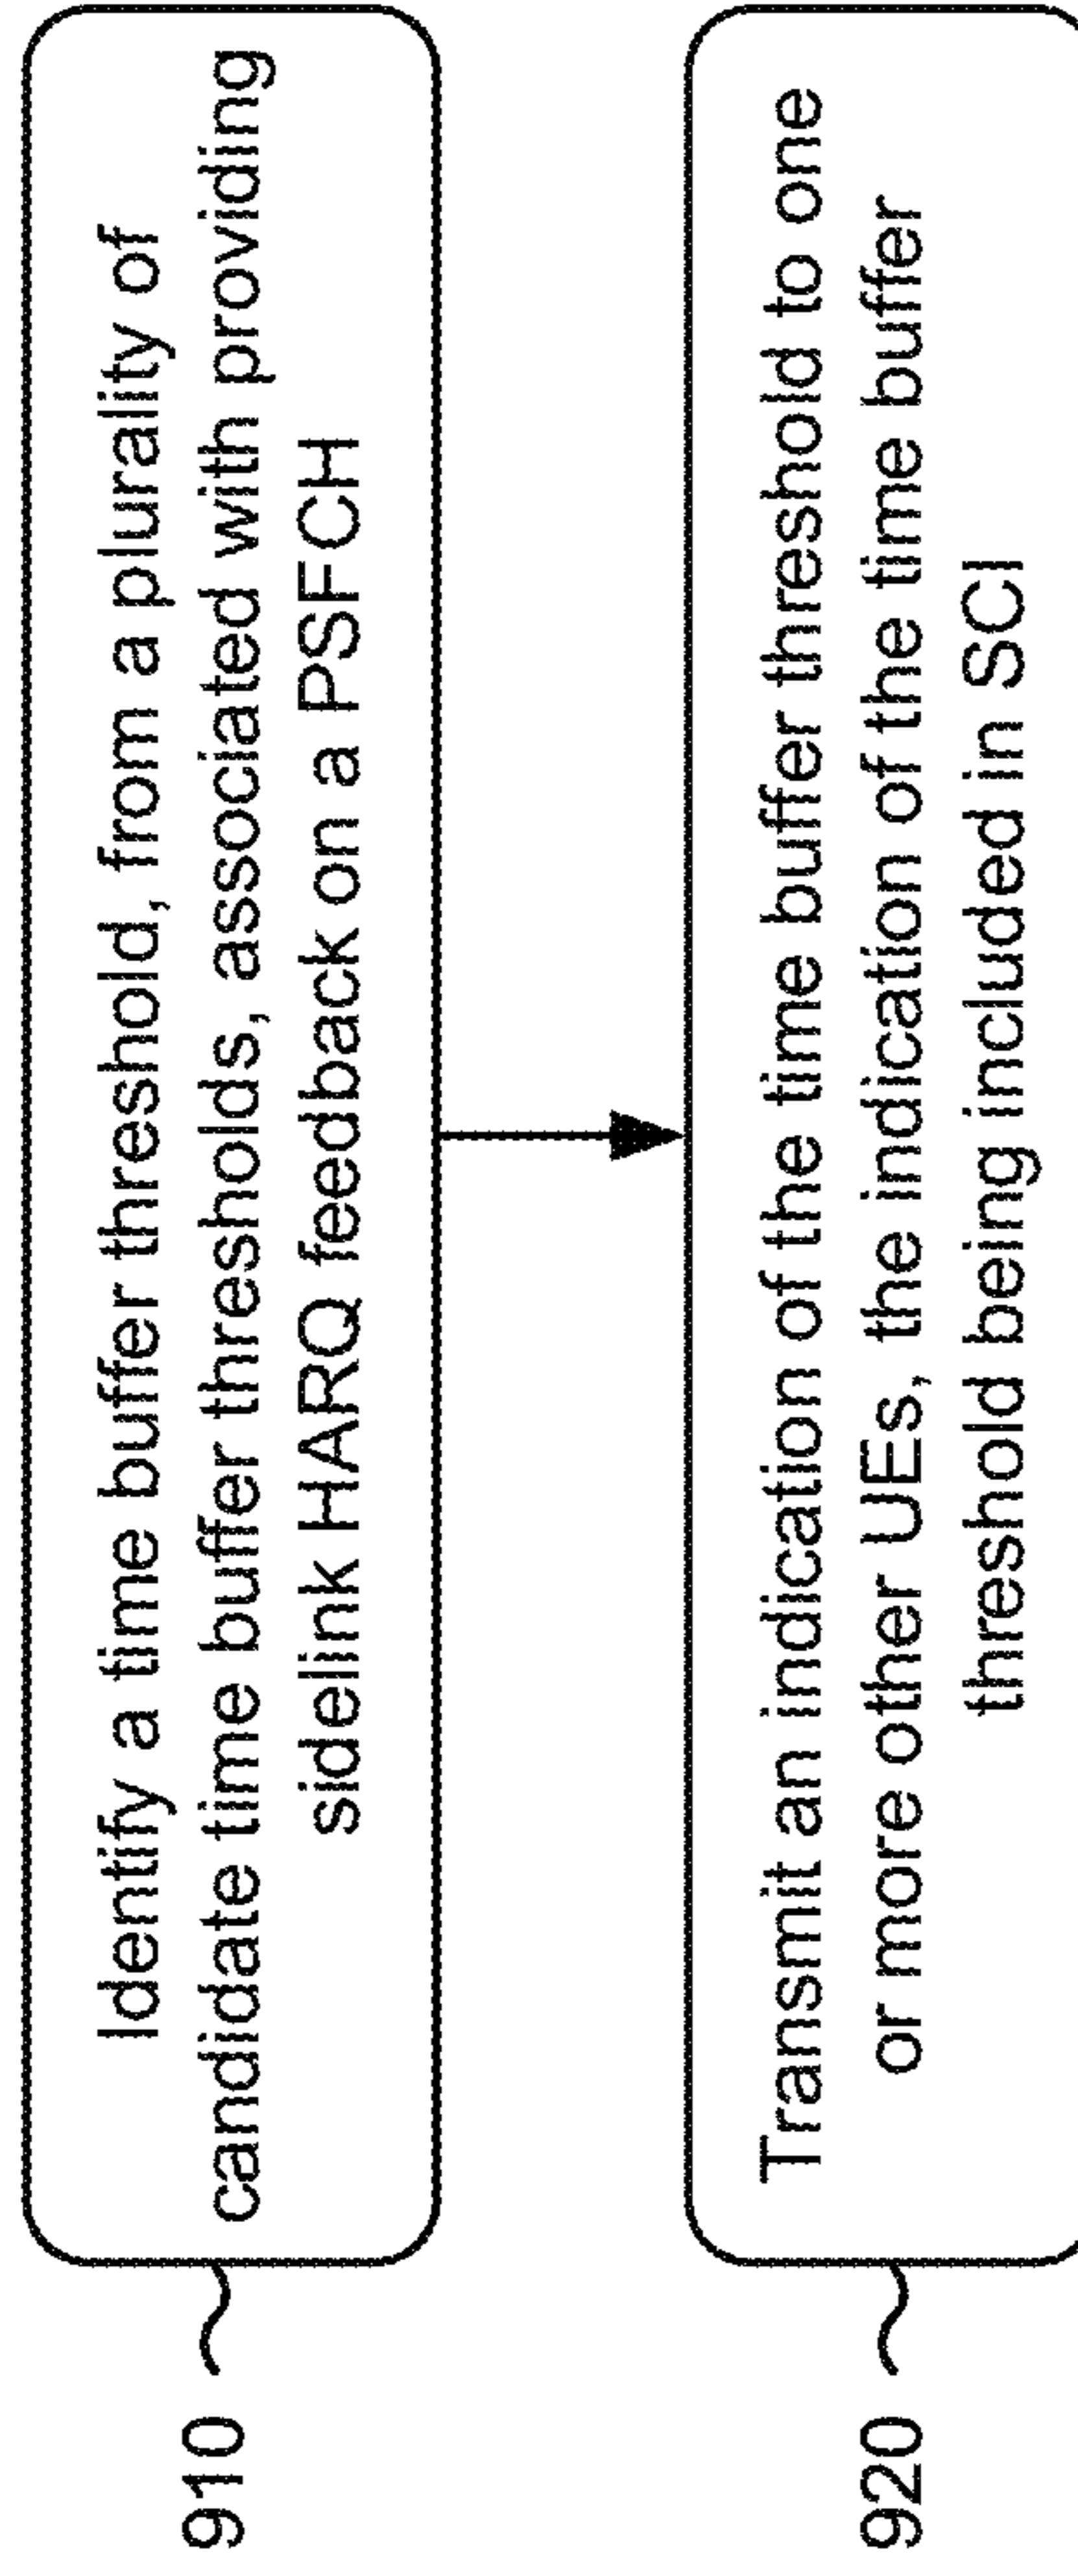 910
Identify a time buffer threshold, from a plurality of
candidate time buffer thresholds, associated with providing
sidelink HARQ feedback on a PSFCH
920
Transmit an indication of the time buffer threshold to one
or more other UEs, the indication of the time buffer
threshold being included in SCI